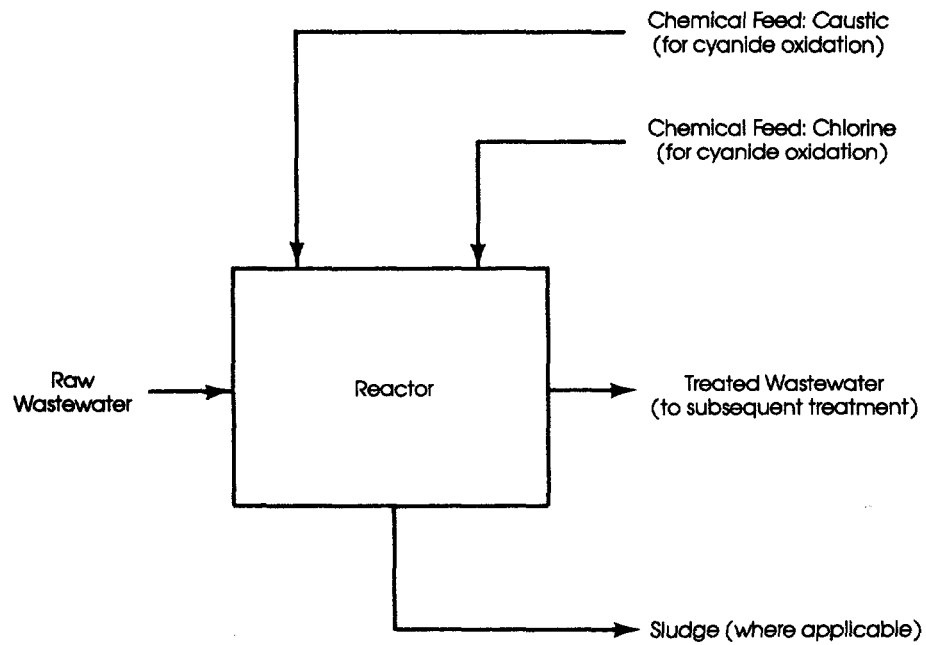 Chemical Feed: Caustic
(for cyanide oxidation)
Chemical Feed: Chlorine
(for cyanide oxidation)
Raw
Wastewater
Reactor
Treated Wastewater
(to subsequent treatment)
Sludge (where applicable)